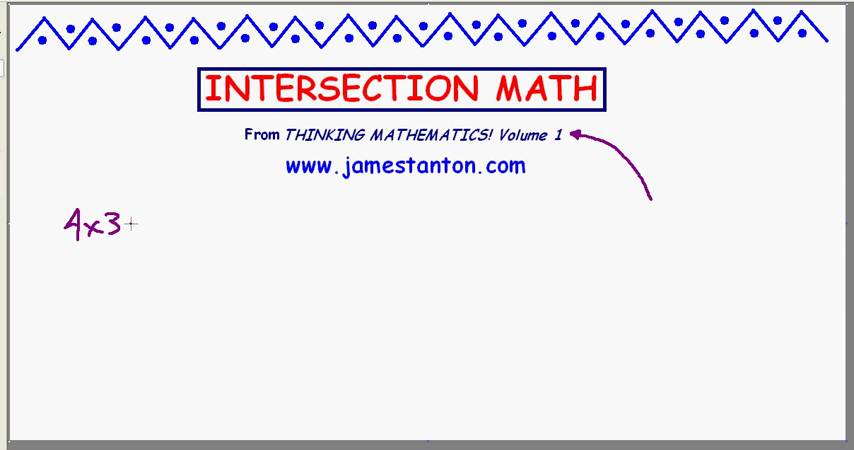 INTERSECTION MATH
From THINKING MATHEMATICS! Volume 1
www.jamestanton.com
4x3